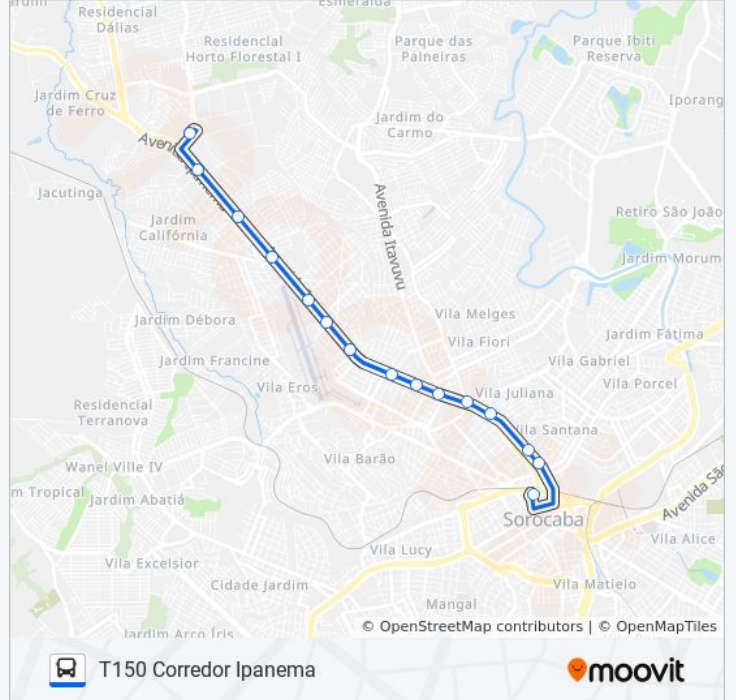 Esmeralda
Residencial
Dálias
Residencial
Horto Florestal I
Parque das
Paineiras
Parque Ibiti
Reserva
Jardim Cruz
de Ferro
Iporang
Jardim do
Carmo
Jacutinga
Jardim
Califórnia
Avenida Itavuvu
Retiro São João
Jardim Morum
Jardim Débora
Vila Melges
Vila Fiori
Jardim Fátima
Jardim Francine
Vila Gabriel
Vila Eros
Vila Juliana
Vila Porcel
Residencial
Terranova
Vila Santana
Vila Barão
Wanel Ville IV
m Tropical
Jardim Abatiá
Avenida São
Sorocaba
Vila Alice
Vila Lucy
Vila Excelsior
Cidade Jardim
Vila Matielo
Mangal
Jardim Arco Íris
© OpenStreetMap contributors | © OpenMapTiles
T150 Corredor Ipanema
moovit